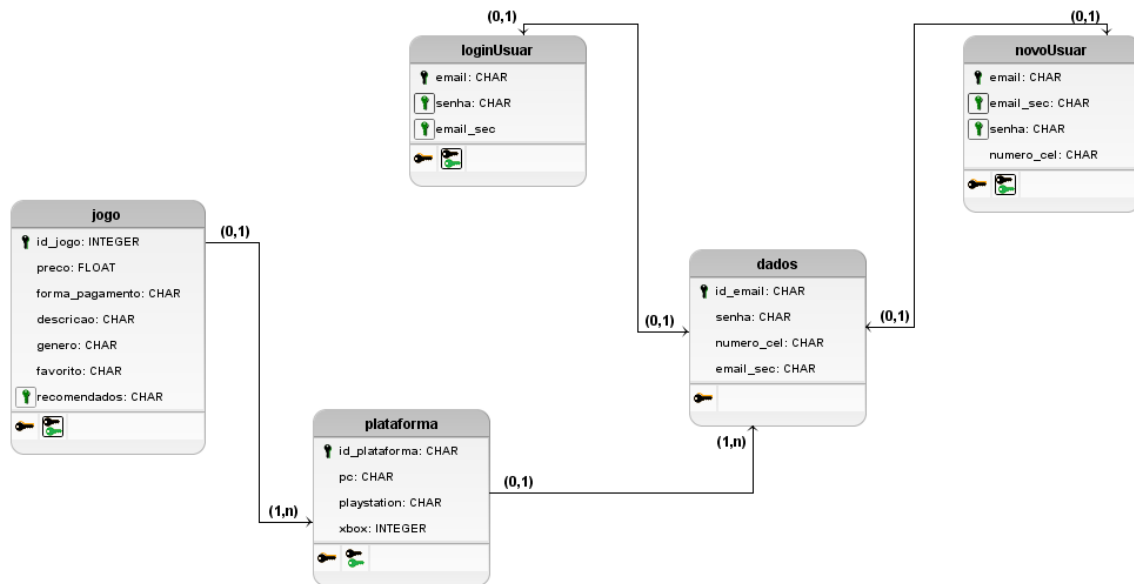 (0,1)
(0,1)
loginUsuar
email: CHAR
senha: CHAR
email_sec
novoUsuar
email: CHAR
email_sec: CHAR
senha: CHAR
numero_cel: CHAR
jogo
id_jogo: INTEGER
preco: FLOAT
forma_pagamento: CHAR
descricao: CHAR
genero: CHAR
favorito: CHAR
recomendados: CHAR
(0,1)
dados
id_email: CHAR
senha: CHAR
numero_cel: CHAR
email_sec: CHAR
(0,1)
(0,1)
(1,n)
plataforma
id_plataforma: CHAR
pc: CHAR
playstation: CHAR
xbox: INTEGER
(0,1)
(1,n)